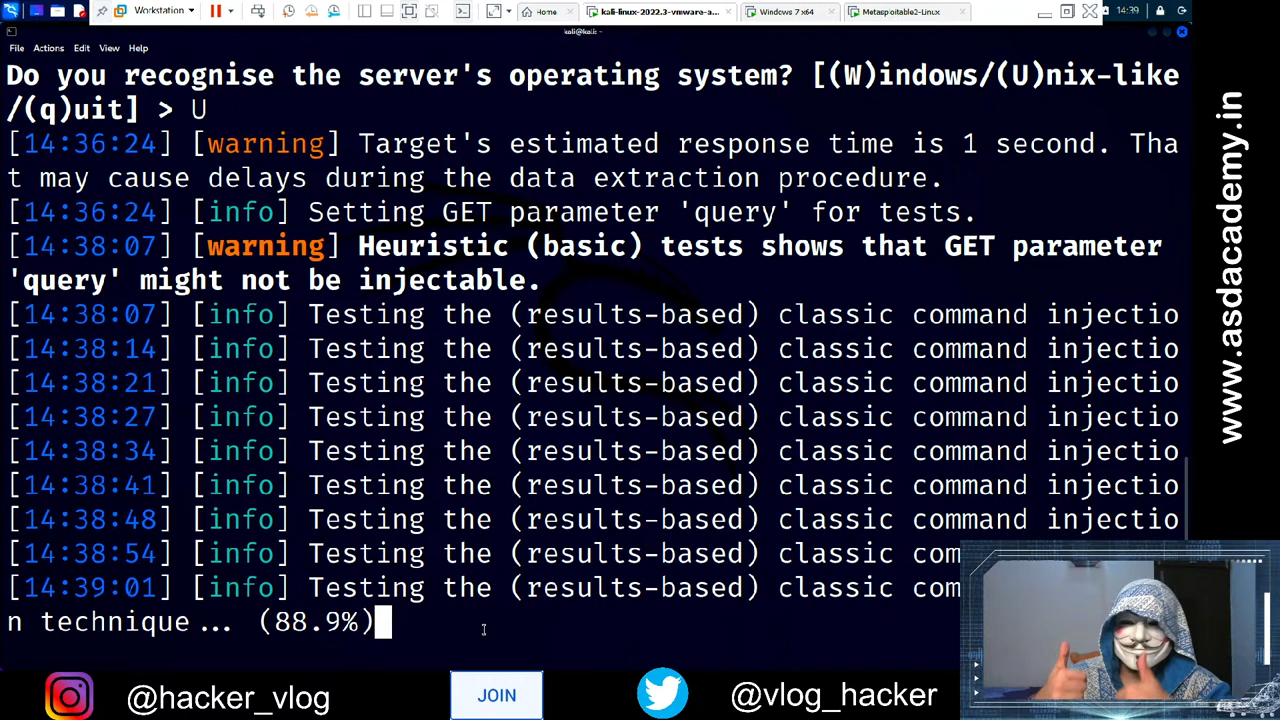 Workstation
Home
kali-linux-2022.3-vmware-a...
Windows 7 x64
Metasploitable2-Linux
14:39
kali@kali: ~
File Actions Edit View Help
Do you recognise the server's operating system? [(W)indows/(U)nix-like
/(q)uit] > U
[14:36:24] [warning] Target's estimated response time is 1 second. Tha
t may cause delays during the data extraction procedure.
[14:36:24] [info] Setting GET parameter 'query' for tests.
[14:38:07] [warning] Heuristic (basic) tests shows that GET parameter
'query' might not be injectable.
[14:38:07] [info] Testing the (results-based) classic command injectio
[14:38:14] [info] Testing the (results-based) classic command injectio
[14:38:21] [info] Testing the (results-based) classic command injectio
[14:38:27] [info] Testing the (results-based) classic command injectio
[14:38:34] [info] Testing the (results-based) classic command injectio
[14:38:41] [info] Testing the (results-based) classic command injectio
[14:38:48] [info] Testing the (results-based) classic command injectio
[14:38:54] [info] Testing the (results-based) classic com
[14:39:01] [info] Testing the (results-based) classic com
n technique... (88.9%)
www.asdacademy.in
@hacker_vlog
JOIN
@vlog_hacker